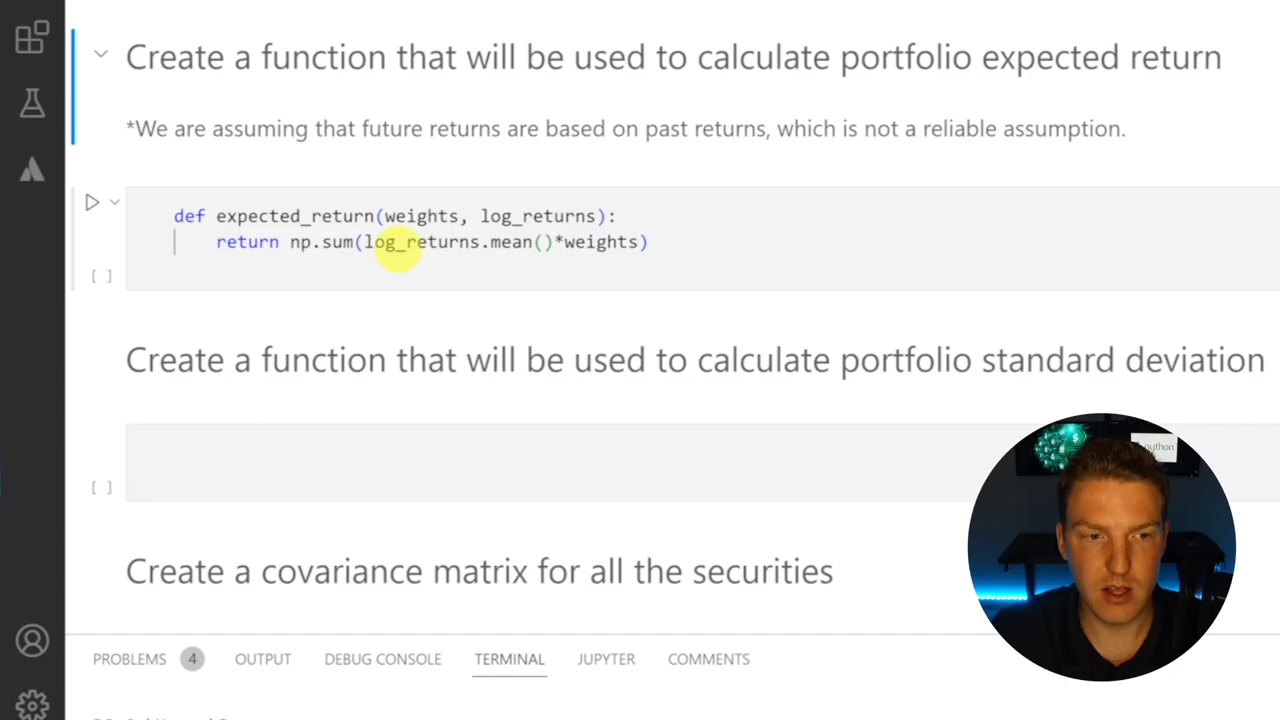 Create a function that will be used to calculate portfolio expected return
*We are assuming that future returns are based on past returns, which is not a reliable assumption.
def expected_return(weights, log_returns):
return np.sum(log_returns.mean()*weights)
[ ]
Create a function that will be used to calculate portfolio standard deviation
[ ]
python
Create a covariance matrix for all the securities
PROBLEMS 4 OUTPUT DEBUG CONSOLE TERMINAL JUPYTER COMMENTS